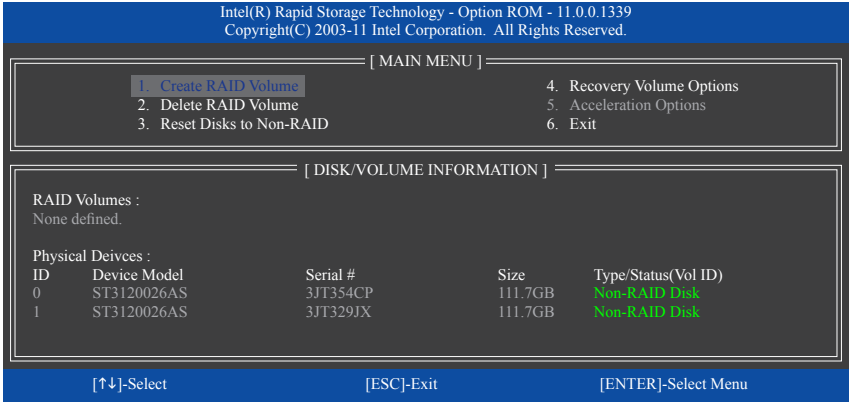 Intel(R) Rapid Storage Technology - Option ROM - 11.0.0.1339
Copyright(C) 2003-11 Intel Corporation.  All Rights Reserved.
[ MAIN MENU ]
1. Create RAID Volume
2. Delete RAID Volume
3. Reset Disks to Non-RAID
4. Recovery Volume Options
5. Acceleration Options
6. Exit
[ DISK/VOLUME INFORMATION ]
RAID Volumes :
None defined.
Physical Deivces :
ID Device Model Serial # Size Type/Status(Vol ID)
0 ST3120026AS 3JT354CP 111.7GB Non-RAID Disk
1 ST3120026AS 3JT329JX 111.7GB Non-RAID Disk
[↑↓]-Select [ESC]-Exit [ENTER]-Select Menu